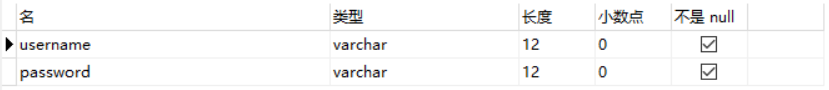 名 类型 长度 小数点 不是 null
username varchar 12 0
password varchar 12 0